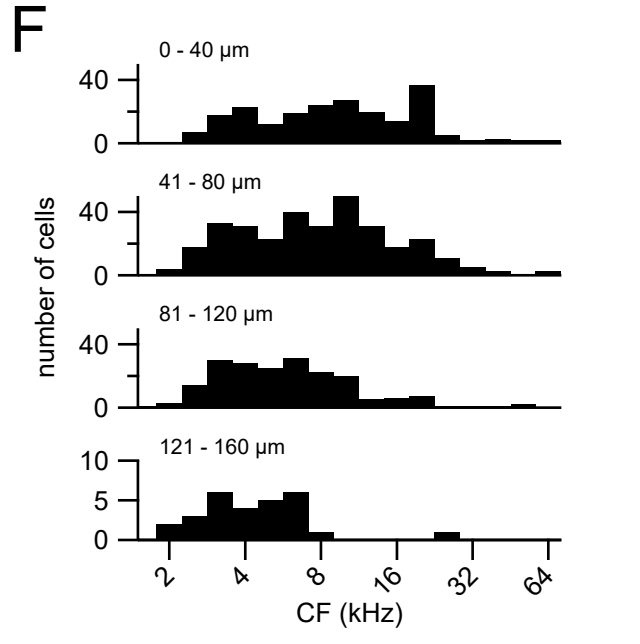 F
0 - 40 µm
40
0
41 - 80 µm
40
0
81 - 120 µm
40
0
121 - 160 µm
10
5
0
2 4 8 16 32 64
CF (kHz)
number of cells